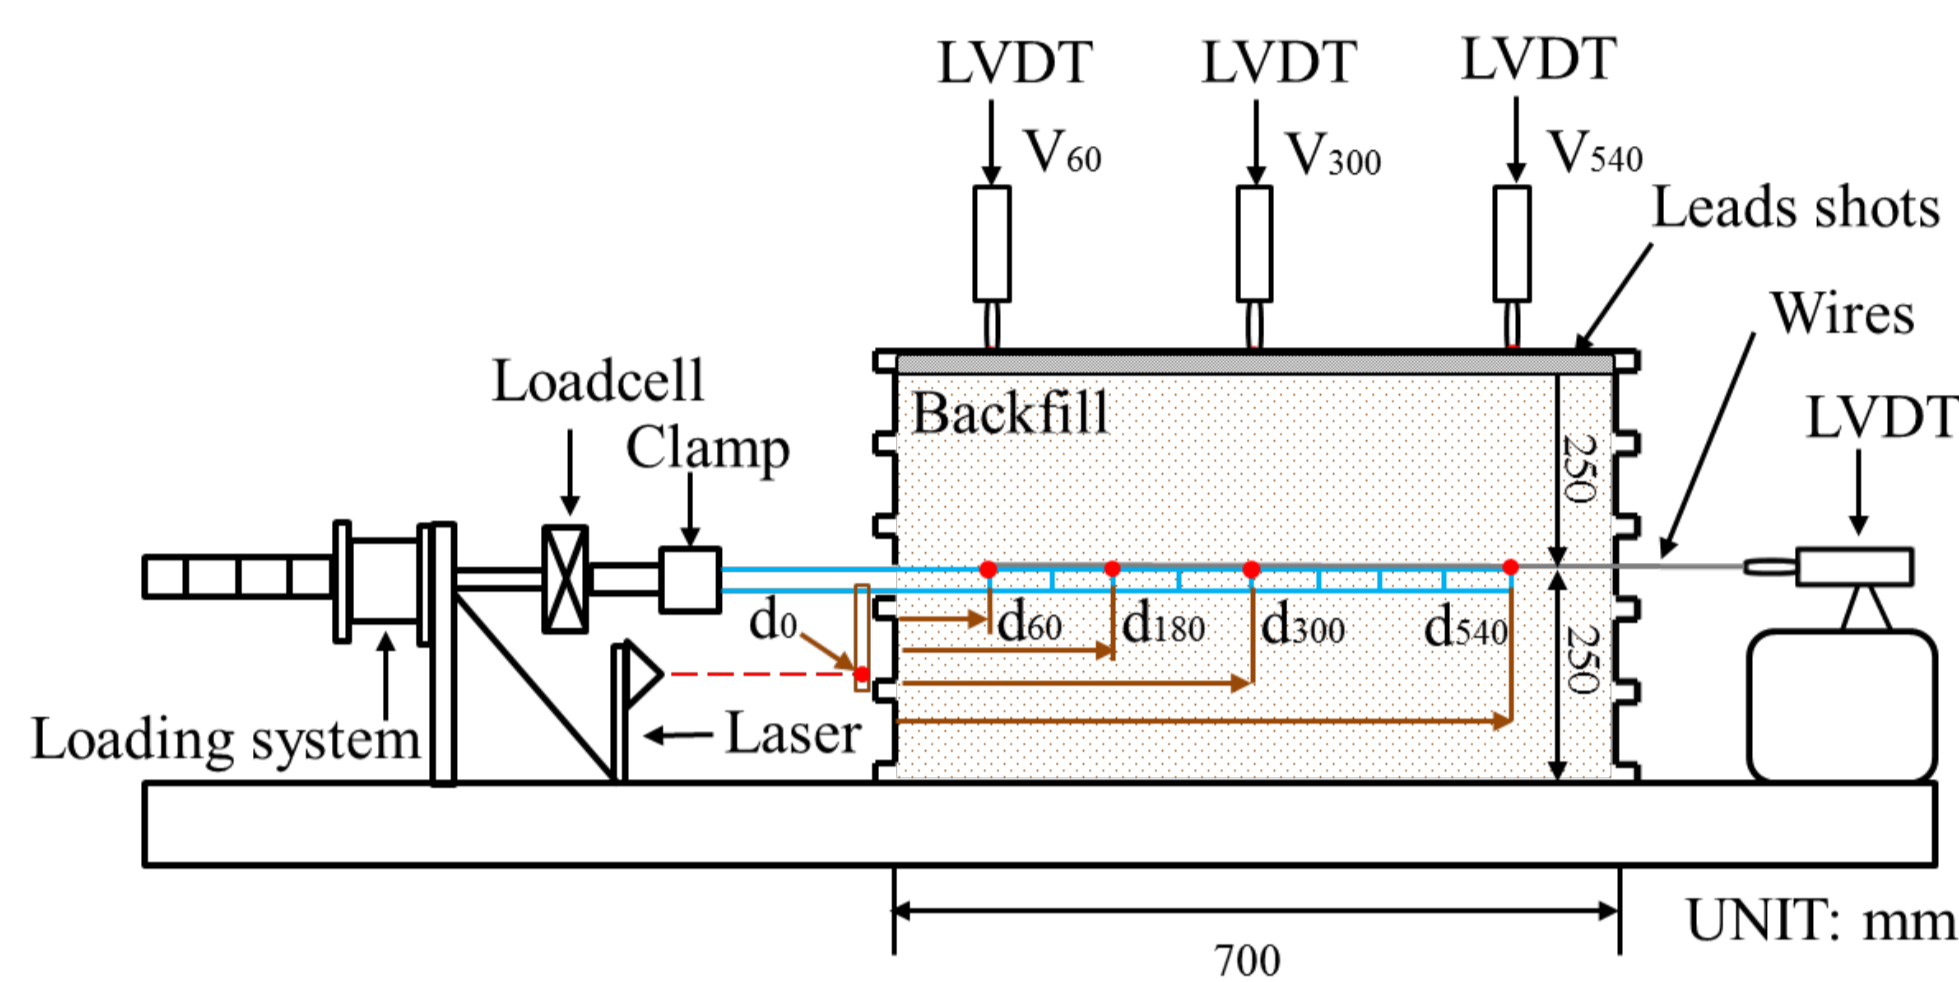 LVDT
LVDT
LVDT
V60
V300
V540
Leads shots
Wires
Loadcell
Clamp
Backfill
LVDT
250
d0
d60
d180
d300
d540
250
Loading system
Laser
UNIT: mm
700